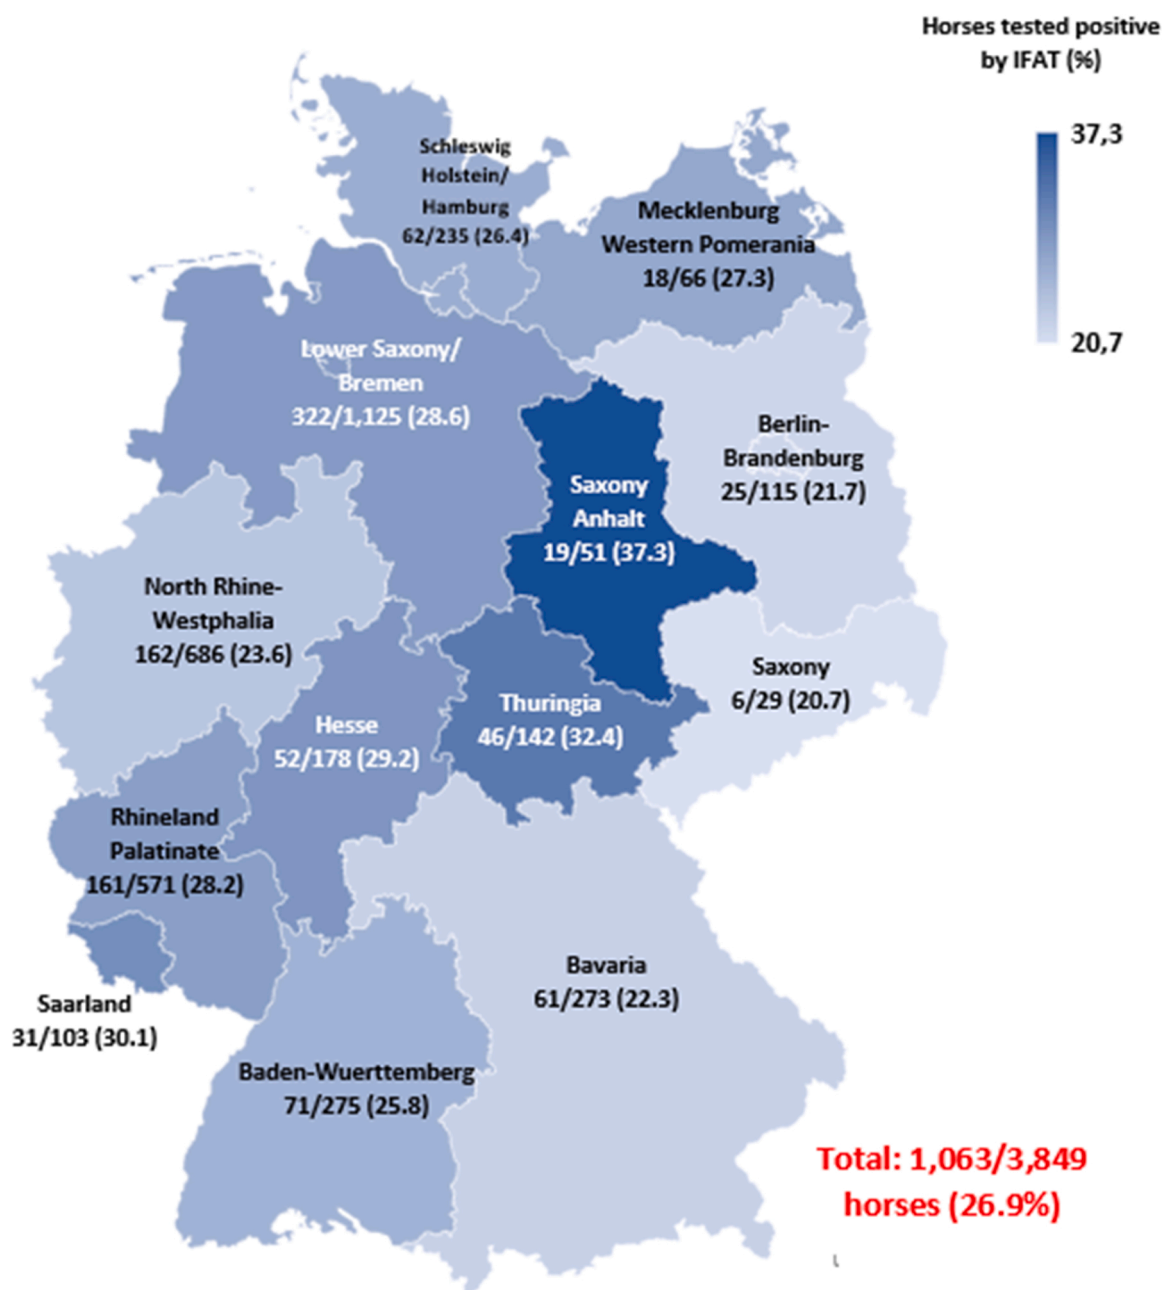 Horses tested positive
by IFAT (%)
37,3
20,7
Schleswig
Holstein/
Hamburg
62/235 (26.4)
Mecklenburg
Western Pomerania
18/66 (27.3)
Lower Saxony/
Bremen
322/1,125 (28.6)
Berlin-
Brandenburg
25/115 (21.7)
Saxony
Anhalt
19/51 (37.3)
North Rhine-
Westphalia
162/686 (23.6)
Saxony
6/29 (20.7)
Thuringia
46/142 (32.4)
Hesse
52/178 (29.2)
Rhineland
Palatinate
161/571 (28.2)
Saarland
31/103 (30.1)
Bavaria
61/273 (22.3)
Baden-Wuerttemberg
71/275 (25.8)
Total: 1,063/3,849
horses (26.9%)